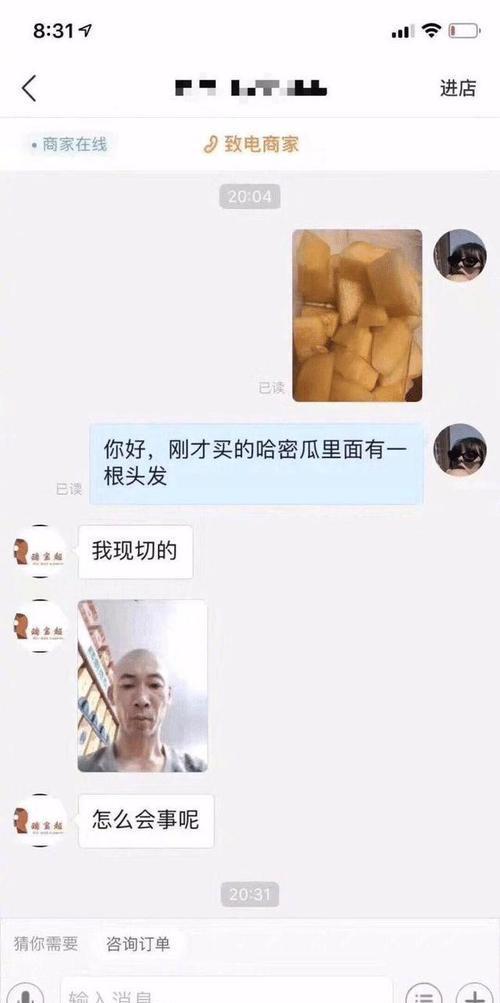 8:31
进店
商家在线
致电商家
20:04
已读
你好，刚才买的哈密瓜里面有一
根头发
已读
我现切的
怎么会事呢
20:31
猜你需要
咨询订单
输入消息